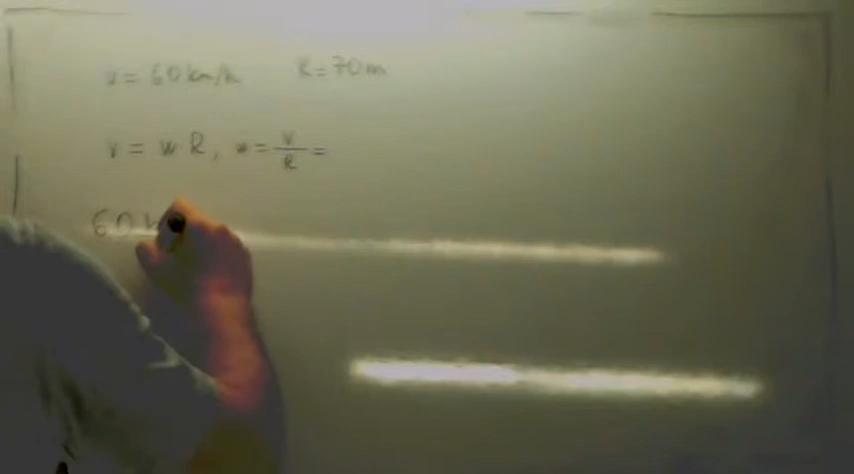 v = 60 km/h R = 70 m
v = w R, w = v/R =
60 k